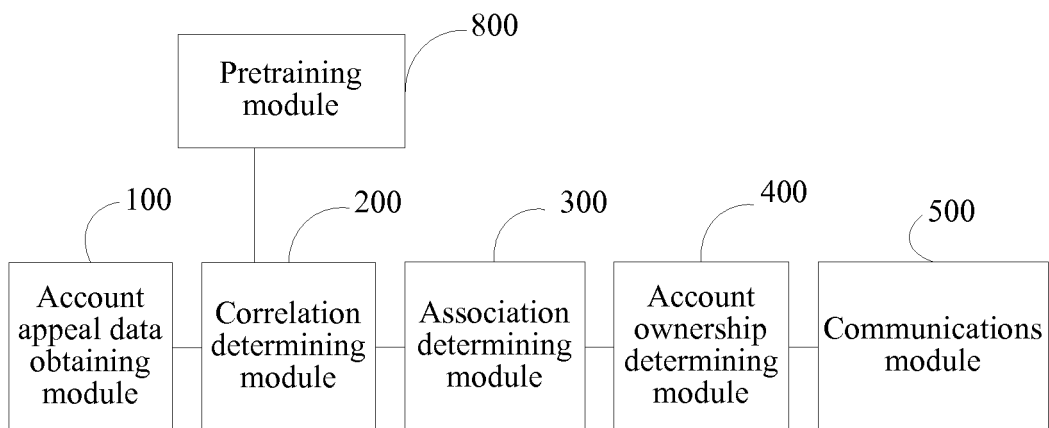 800
Pretraining
module
100
200
300
400
500
Account
appeal data
obtaining
module
Correlation
determining
module
Association
determining
module
Account
ownership
determining
module
Communications
module